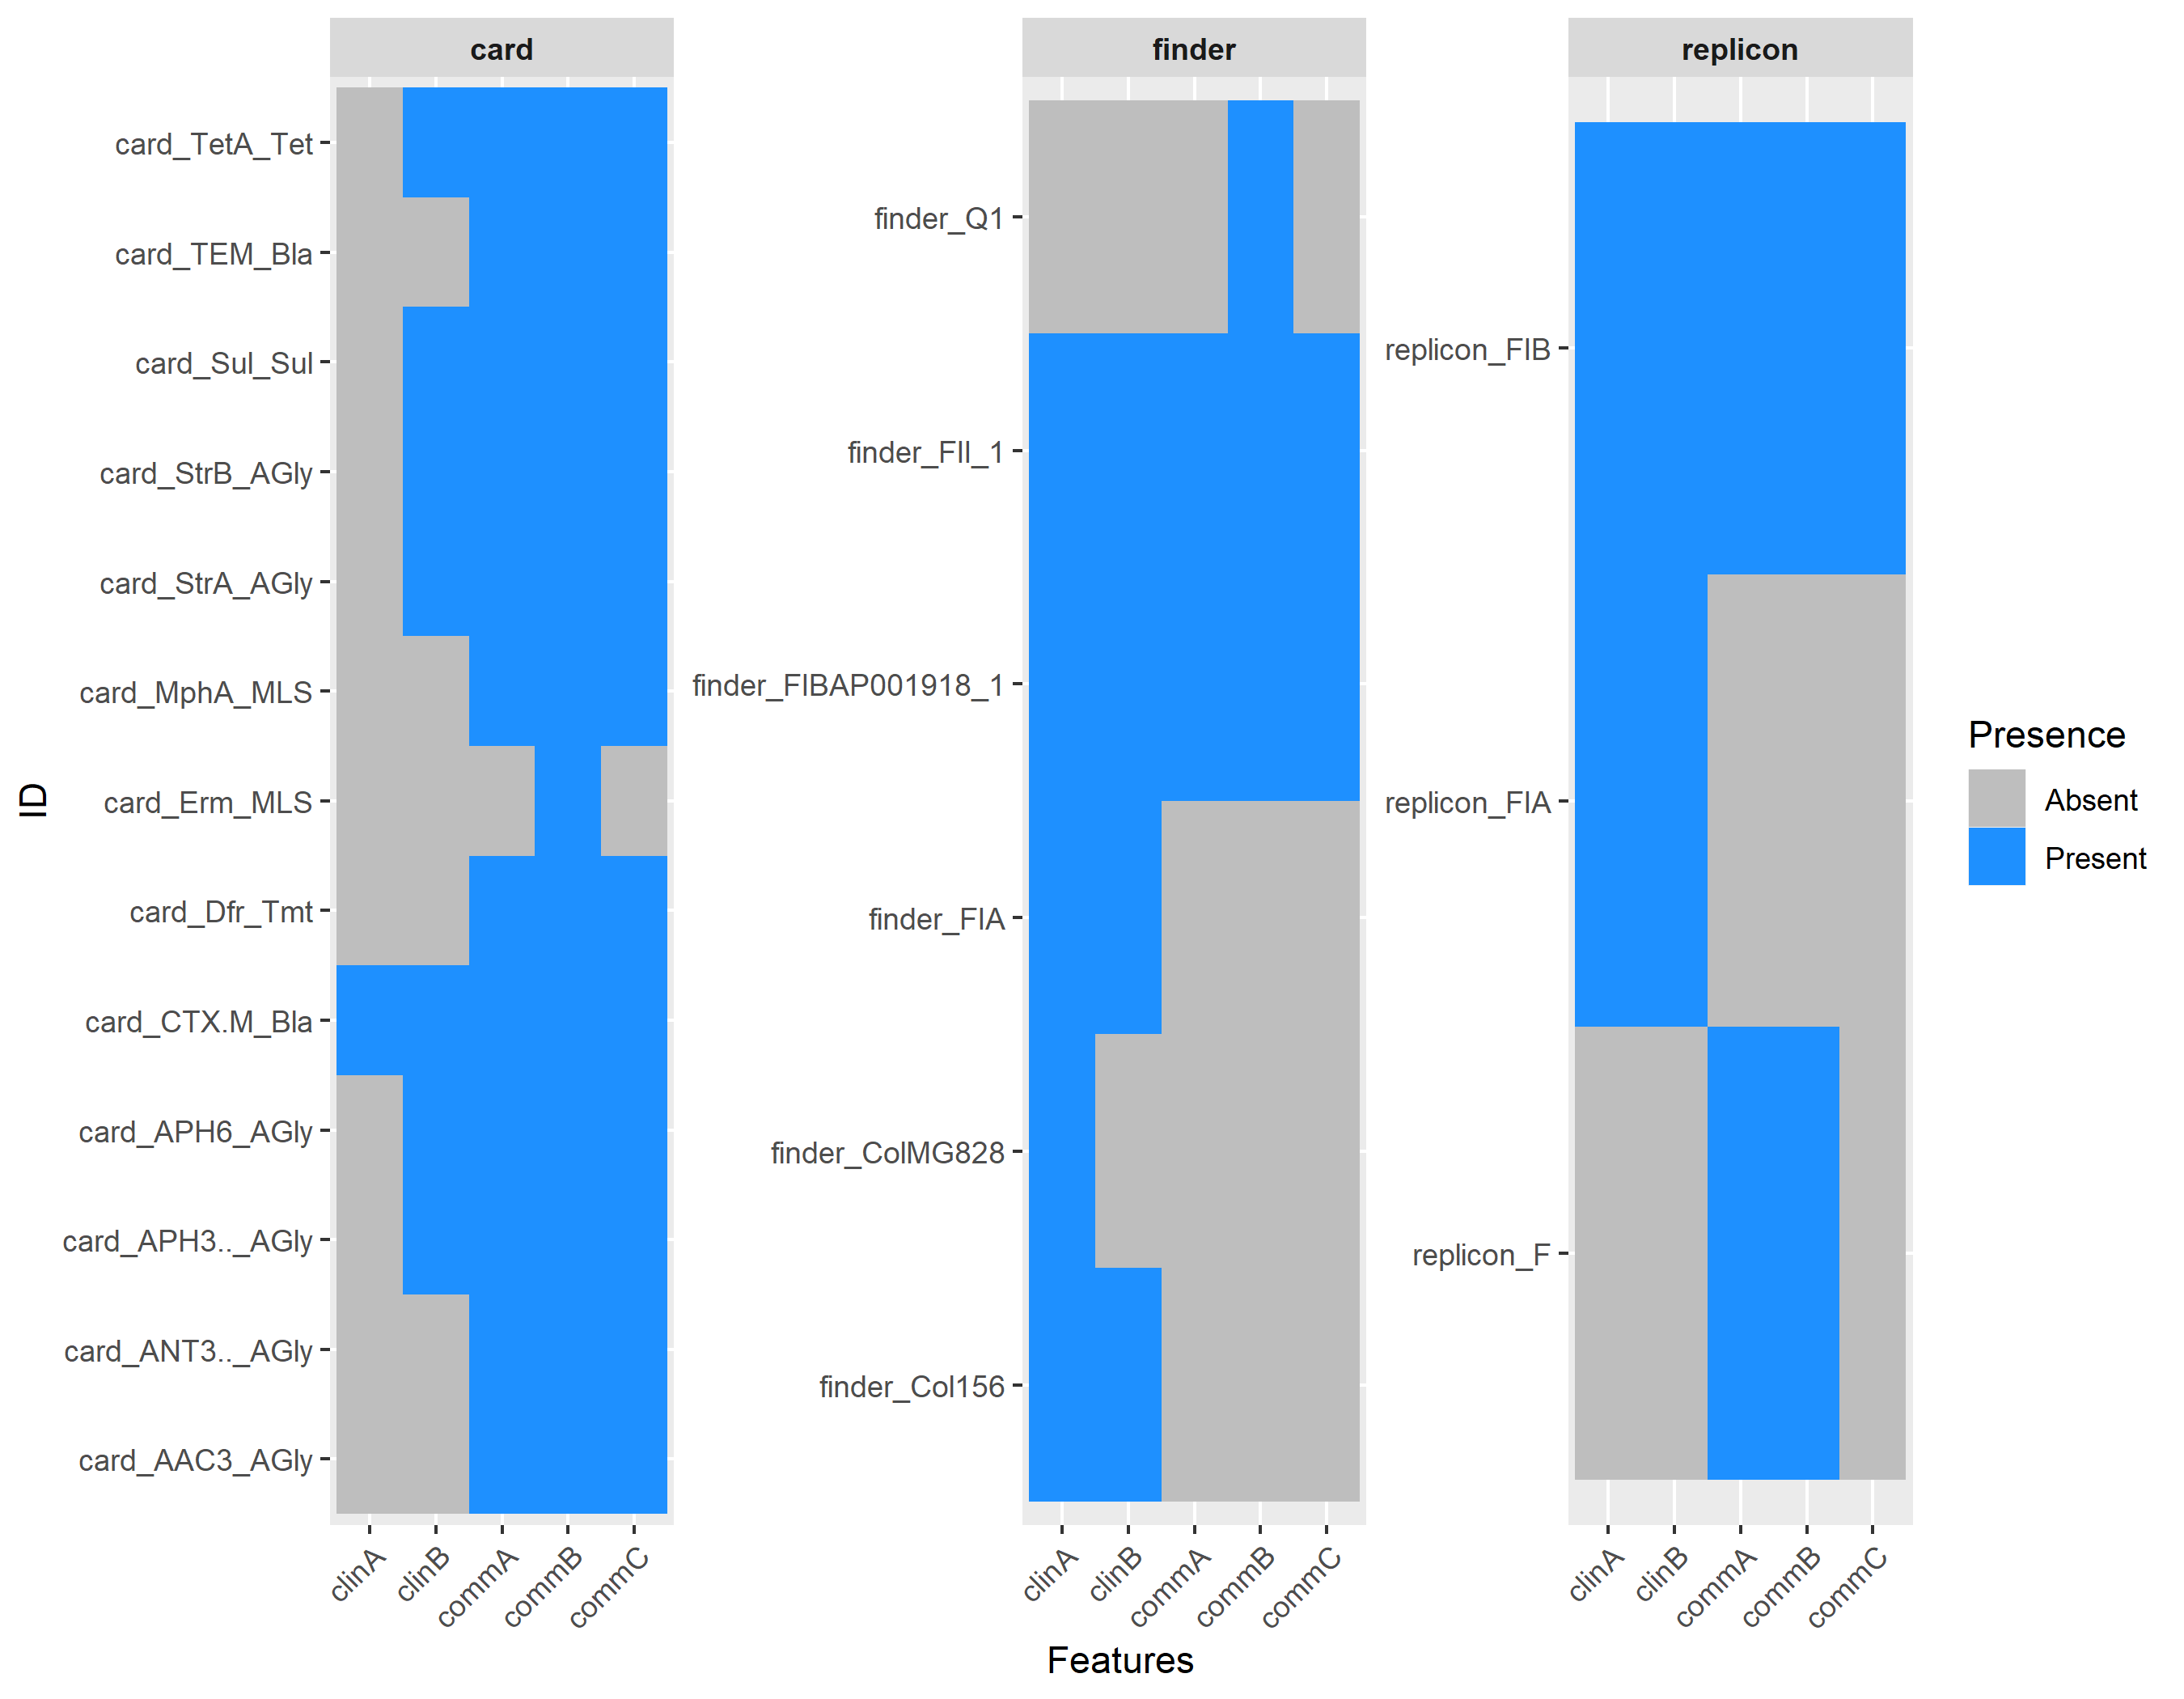 card
finder
replicon
card_TetA_Tet
card_TEM_Bla
card_Sul_Sul
card_StrB_AGly
card_StrA_AGly
card_MphA_MLS
card_Erm_MLS
card_Dfr_Tmt
card_CTX.M_Bla
card_APH6_AGly
card_APH3.._AGly
card_ANT3.._AGly
card_AAC3_AGly
finder_Q1
finder_FII_1
finder_FIBAP001918_1
finder_FIA
finder_ColMG828
finder_Col156
replicon_FIB
replicon_FIA
replicon_F
ID
clinA
clinB
commA
commB
commC
clinA
clinB
commA
commB
commC
clinA
clinB
commA
commB
commC
Features
Presence
Absent
Present